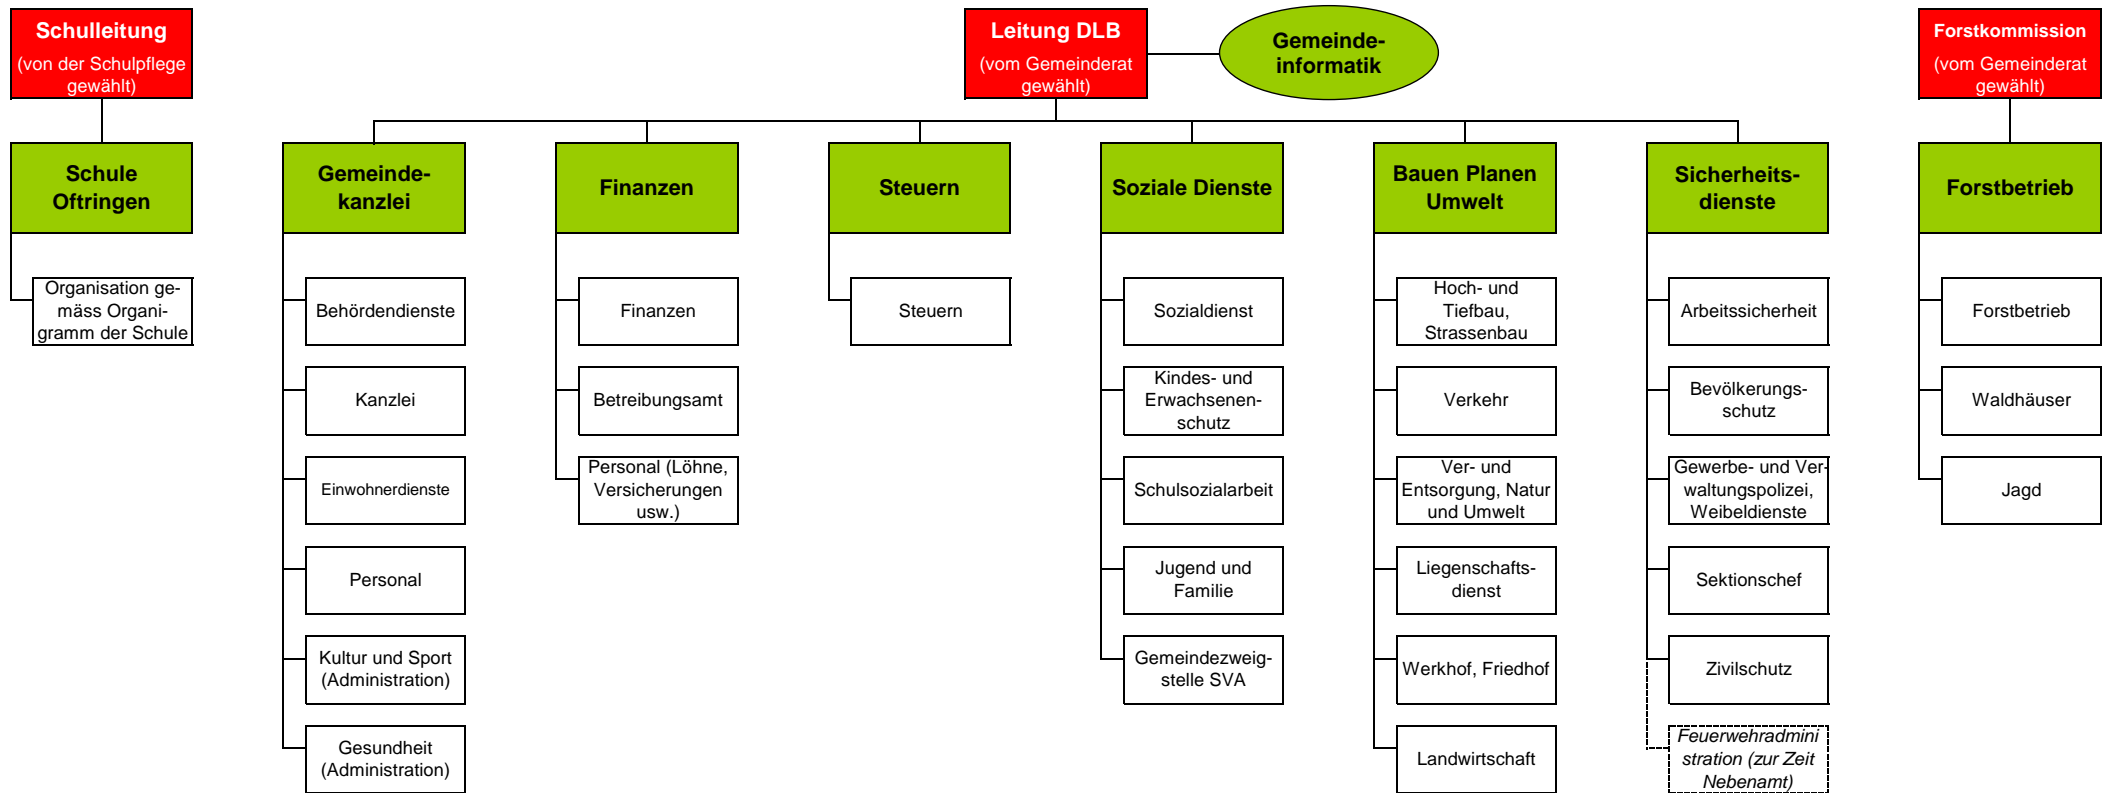 Schulleitung
(von der Schulpflege
gewählt)
Leitung DLB
(vom Gemeinderat
gewählt)
Gemeinde-
informatik
Forstkommission
(vom Gemeinderat
gewählt)
Schule
Oftringen
Gemeinde-
kanzlei
Finanzen
Steuern
Soziale Dienste
Bauen Planen
Umwelt
Sicherheits-
dienste
Forstbetrieb
Organisation ge-
mäss Organi-
gramm der Schule
Behördendienste
Kanzlei
Einwohnerdienste
Personal
Kultur und Sport
(Administration)
Gesundheit
(Administration)
Finanzen
Betreibungsamt
Personal (Löhne,
Versicherungen
usw.)
Steuern
Sozialdienst
Kindes- und
Erwachsenen-
schutz
Schulsozialarbeit
Jugend und
Familie
Gemeindezweig-
stelle SVA
Hoch- und
Tiefbau,
Strassenbau
Verkehr
Ver- und
Entsorgung, Natur
und Umwelt
Liegenschafts-
dienst
Werkhof, Friedhof
Landwirtschaft
Arbeitssicherheit
Bevölkerungs-
schutz
Gewerbe- und Ver-
waltungspolizei,
Weibeldienste
Sektionschef
Zivilschutz
Feuerwehradmini
stration (zur Zeit
Nebenamt)
Forstbetrieb
Waldhäuser
Jagd